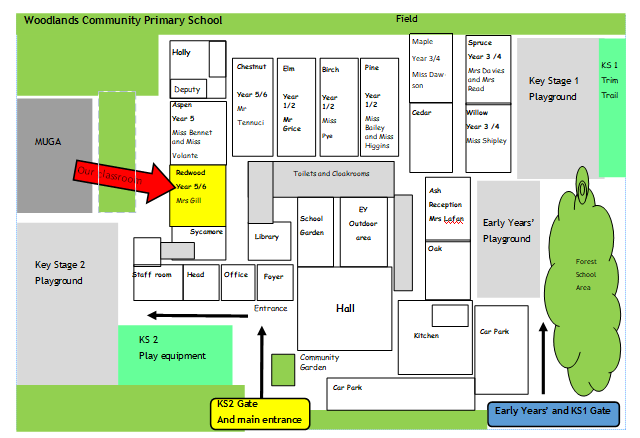 Woodlands Community Primary School
Field
Holly
Deputy
Chestnut
Year 5/6
Mr
Tennuci
Elm
Year
1/2
Mr
Grice
Birch
Year
1/2
Miss
Pye
Pine
Year
1/2
Miss
Bailey
and Miss
Higgins
Maple
Year 3/4
Miss Daw-
son
Cedar
Spruce
Year 3 /4
Mrs Davies
and Mrs
Read
Willow
Year 3 /4
Miss Shipley
Key Stage 1
Playground
KS 1
Trim
Trail
MUGA
Aspen
Year 5
Miss Bennet
and Miss
Volante
Our classroom
Redwood
Year 5/6
Mrs Gill
Sycamore
Toilets and Cloakrooms
Library
School
Garden
EY
Outdoor
area
Ash
Reception
Mrs Lafen
Oak
Early Years'
Playground
Forest
School
Area
Key Stage 2
Playground
Staff room
Head
Office
Foyer
Entrance
Hall
Kitchen
Car Park
KS 2
Play equipment
Community
Garden
Car Park
KS2 Gate
And main entrance
Early Years' and KS1 Gate